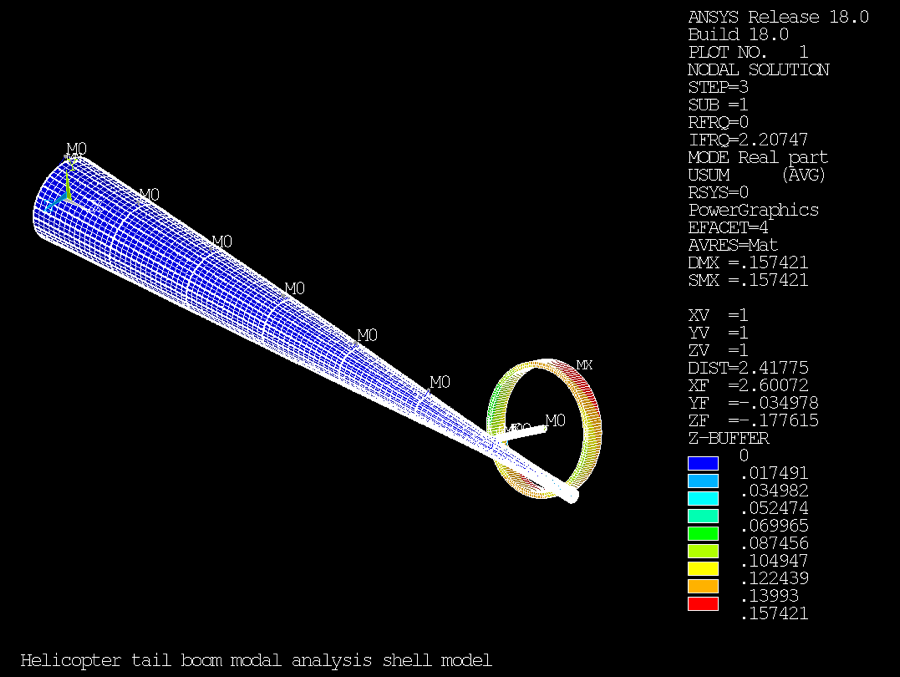 ANSYS Release 18.0
Build 18.0
PLOT NO.   1
NODAL SOLUTION
STEP=3
SUB =1
RFRQ=0
IFRQ=2.20747
MODE Real part
USUM     (AVG)
RSYS=0
PowerGraphics
EFACET=4
AVRES=Mat
DMX =.157421
SMX =.157421
XV  =1
YV  =1
ZV  =1
DIST=2.41775
XF  =2.60072
YF  =-.034978
ZF  =-.177615
Z-BUFFER
0
.017491
.034982
.052474
.069965
.087456
.104947
.122439
.13993
.157421
M0
M0
M0
M0
M0
M0
MX
M0
Helicopter tail boom modal analysis shell model